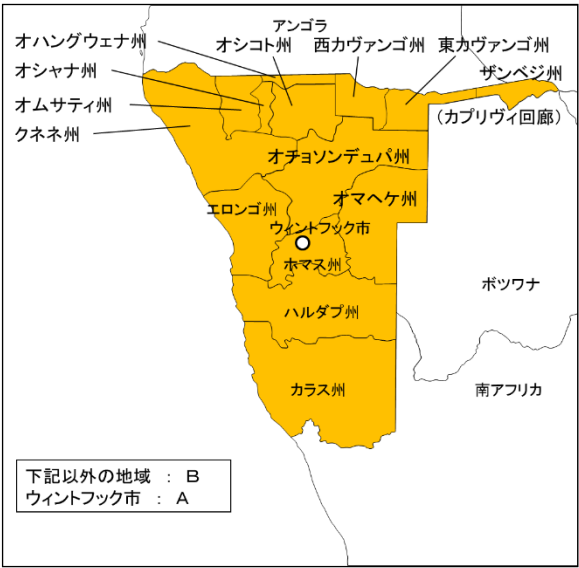 アンゴラ
オハングウェナ州
オシコト州
西カヴァンゴ州
東カヴァンゴ州
オシャナ州
ザンベジ州
オムサティ州
(カプリヴィ回廊)
クネネ州
オチョソンデュパ州
オマヘケ州
エロンゴ州
ウィントフック市
ホマス州
ボツワナ
ハルダプ州
カラス州
南アフリカ
下記以外の地域 : B
ウィントフック市 : A